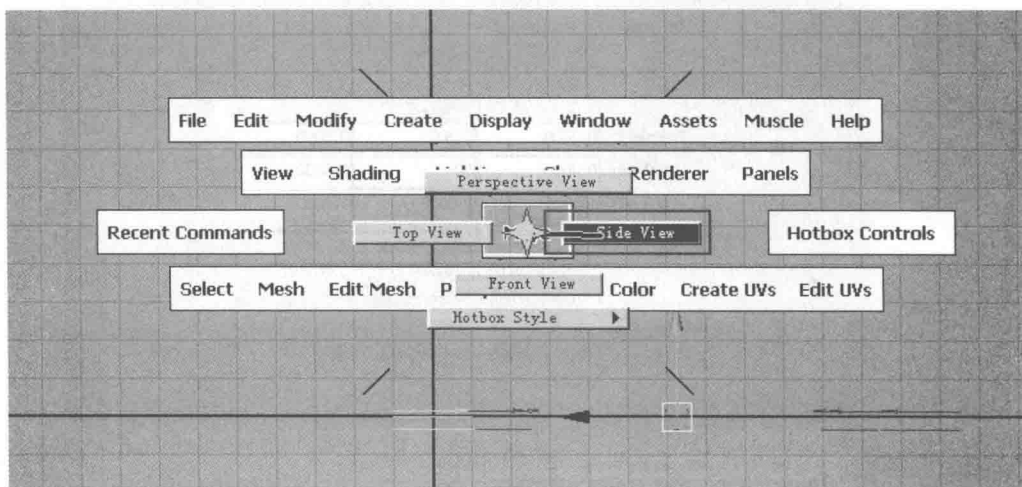 File Edit Modify Create Display Window Assets Muscle Help
View Shading Renderer Panels
Perspective View
Recent Commands Top View Side View Hotbox Controls
Select Mesh Edit Mesh Front View Color Create UVs Edit UVs
Hotbox Style